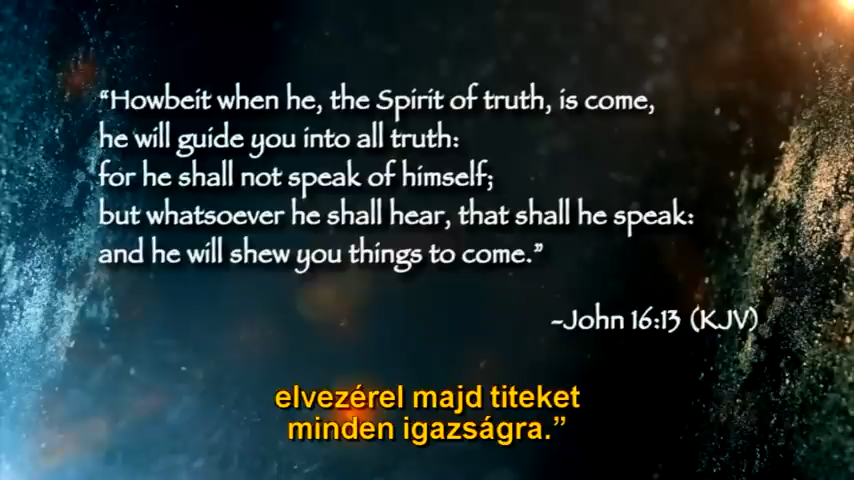 “Howbeit when he, the Spirit of truth, is come,
he will guide you into all truth:
for he shall not speak of himself;
but whatsoever he shall hear, that shall he speak:
and he will shew you things to come.”
~John 16:13 (KJV)
elvezérel majd titeket
minden igazságra.”